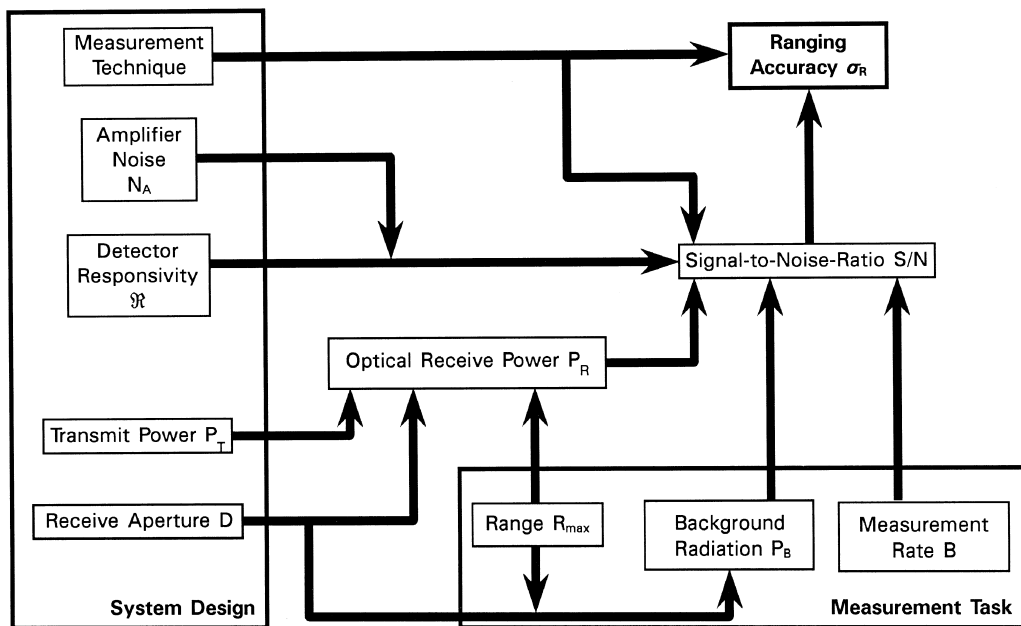 Measurement
Technique
Ranging
Accuracy σR
Amplifier
Noise
NA
Detector
Responsivity
ℜ
Signal-to-Noise-Ratio S/N
Optical Receive Power PR
Transmit Power PT
Receive Aperture D
Range Rmax
Background
Radiation PB
Measurement
Rate B
System Design
Measurement Task